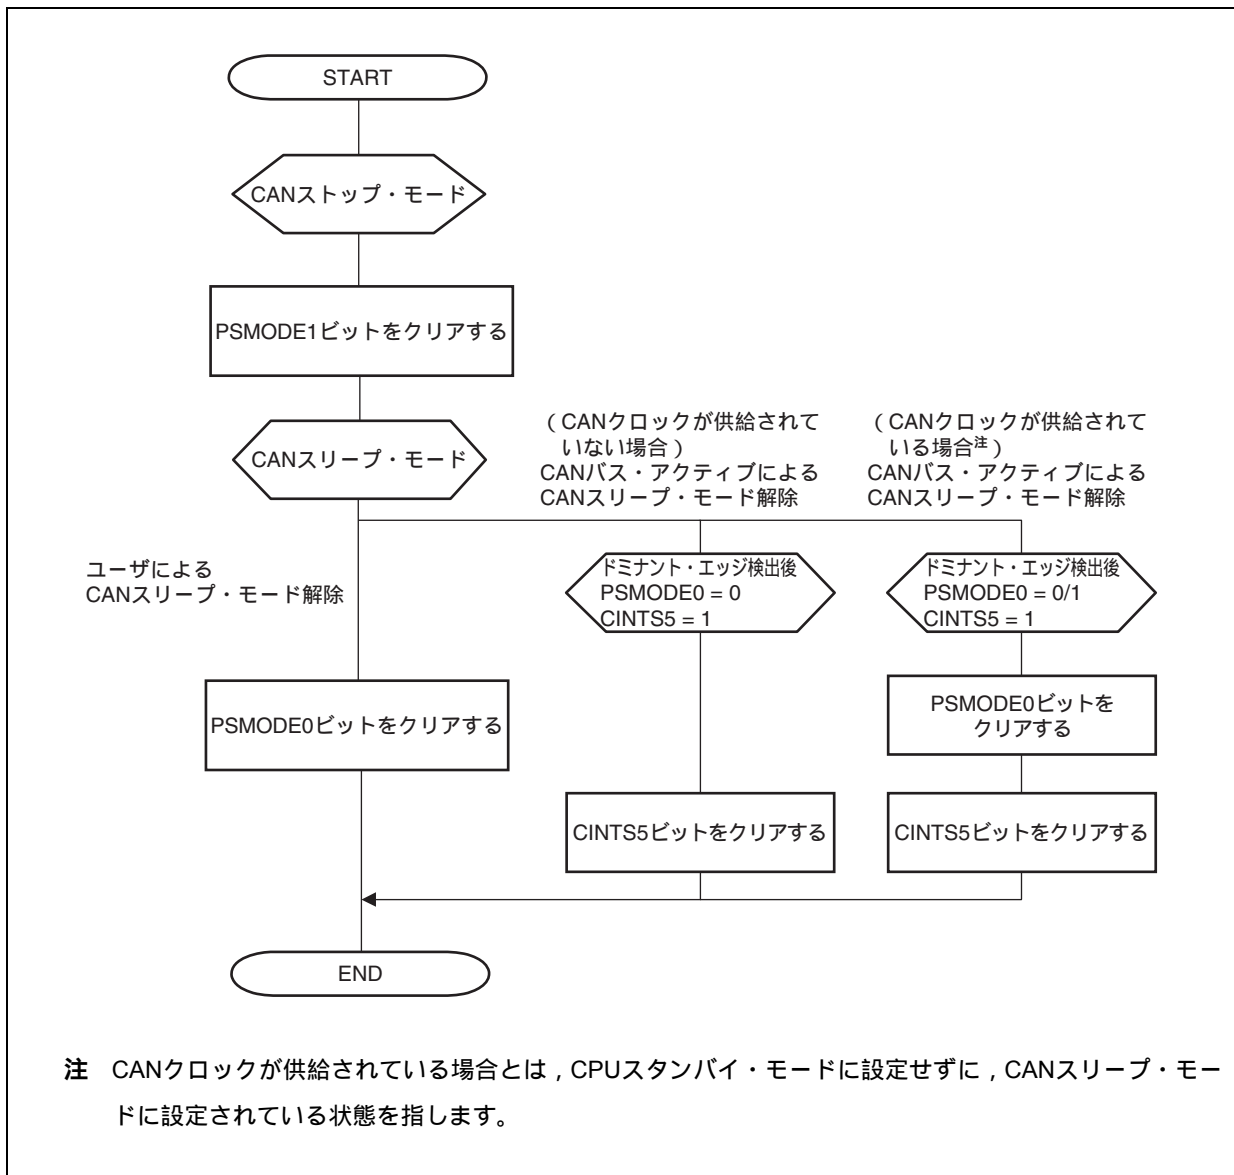 START
CANストップ・モード
PSMODE1ビットをクリアする
CANスリープ・モード
(CANクロックが供給されて
いない場合)
CANバス・アクティブによる
CANスリープ・モード解除
(CANクロックが供給されて
いる場合注)
CANバス・アクティブによる
CANスリープ・モード解除
ユーザによる
CANスリープ・モード解除
ドミナント・エッジ検出後
PSMODE0 = 0
CINTS5 = 1
ドミナント・エッジ検出後
PSMODE0 = 0/1
CINTS5 = 1
PSMODE0ビットをクリアする
PSMODE0ビットを
クリアする
CINTS5ビットをクリアする
CINTS5ビットをクリアする
END
注 CANクロックが供給されている場合とは，CPUスタンバイ・モードに設定せずに，CANスリープ・モー
ドに設定されている状態を指します。